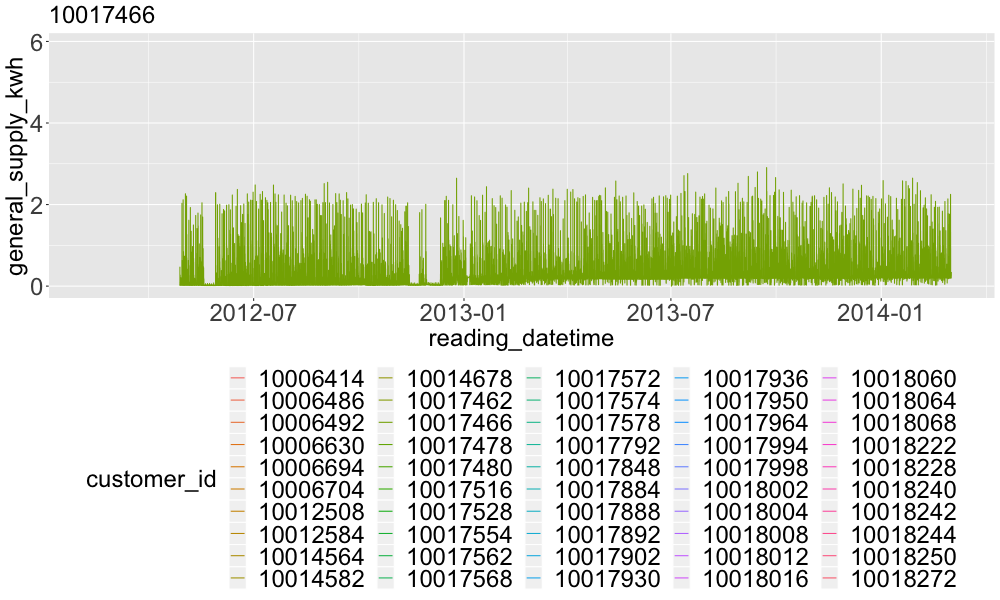 10017466
general_supply_kwh
6
4
2
0
2012-07 2013-01 2013-07 2014-01
reading_datetime
customer_id
10006414 10014678 10017572 10017936 10018060
10006486 10017462 10017574 10017950 10018064
10006492 10017466 10017578 10017964 10018068
10006630 10017478 10017792 10017994 10018222
10006694 10017480 10017848 10017998 10018228
10006704 10017516 10017884 10018002 10018240
10012508 10017528 10017888 10018004 10018242
10012584 10017554 10017892 10018008 10018244
10014564 10017562 10017902 10018012 10018250
10014582 10017568 10017930 10018016 10018272